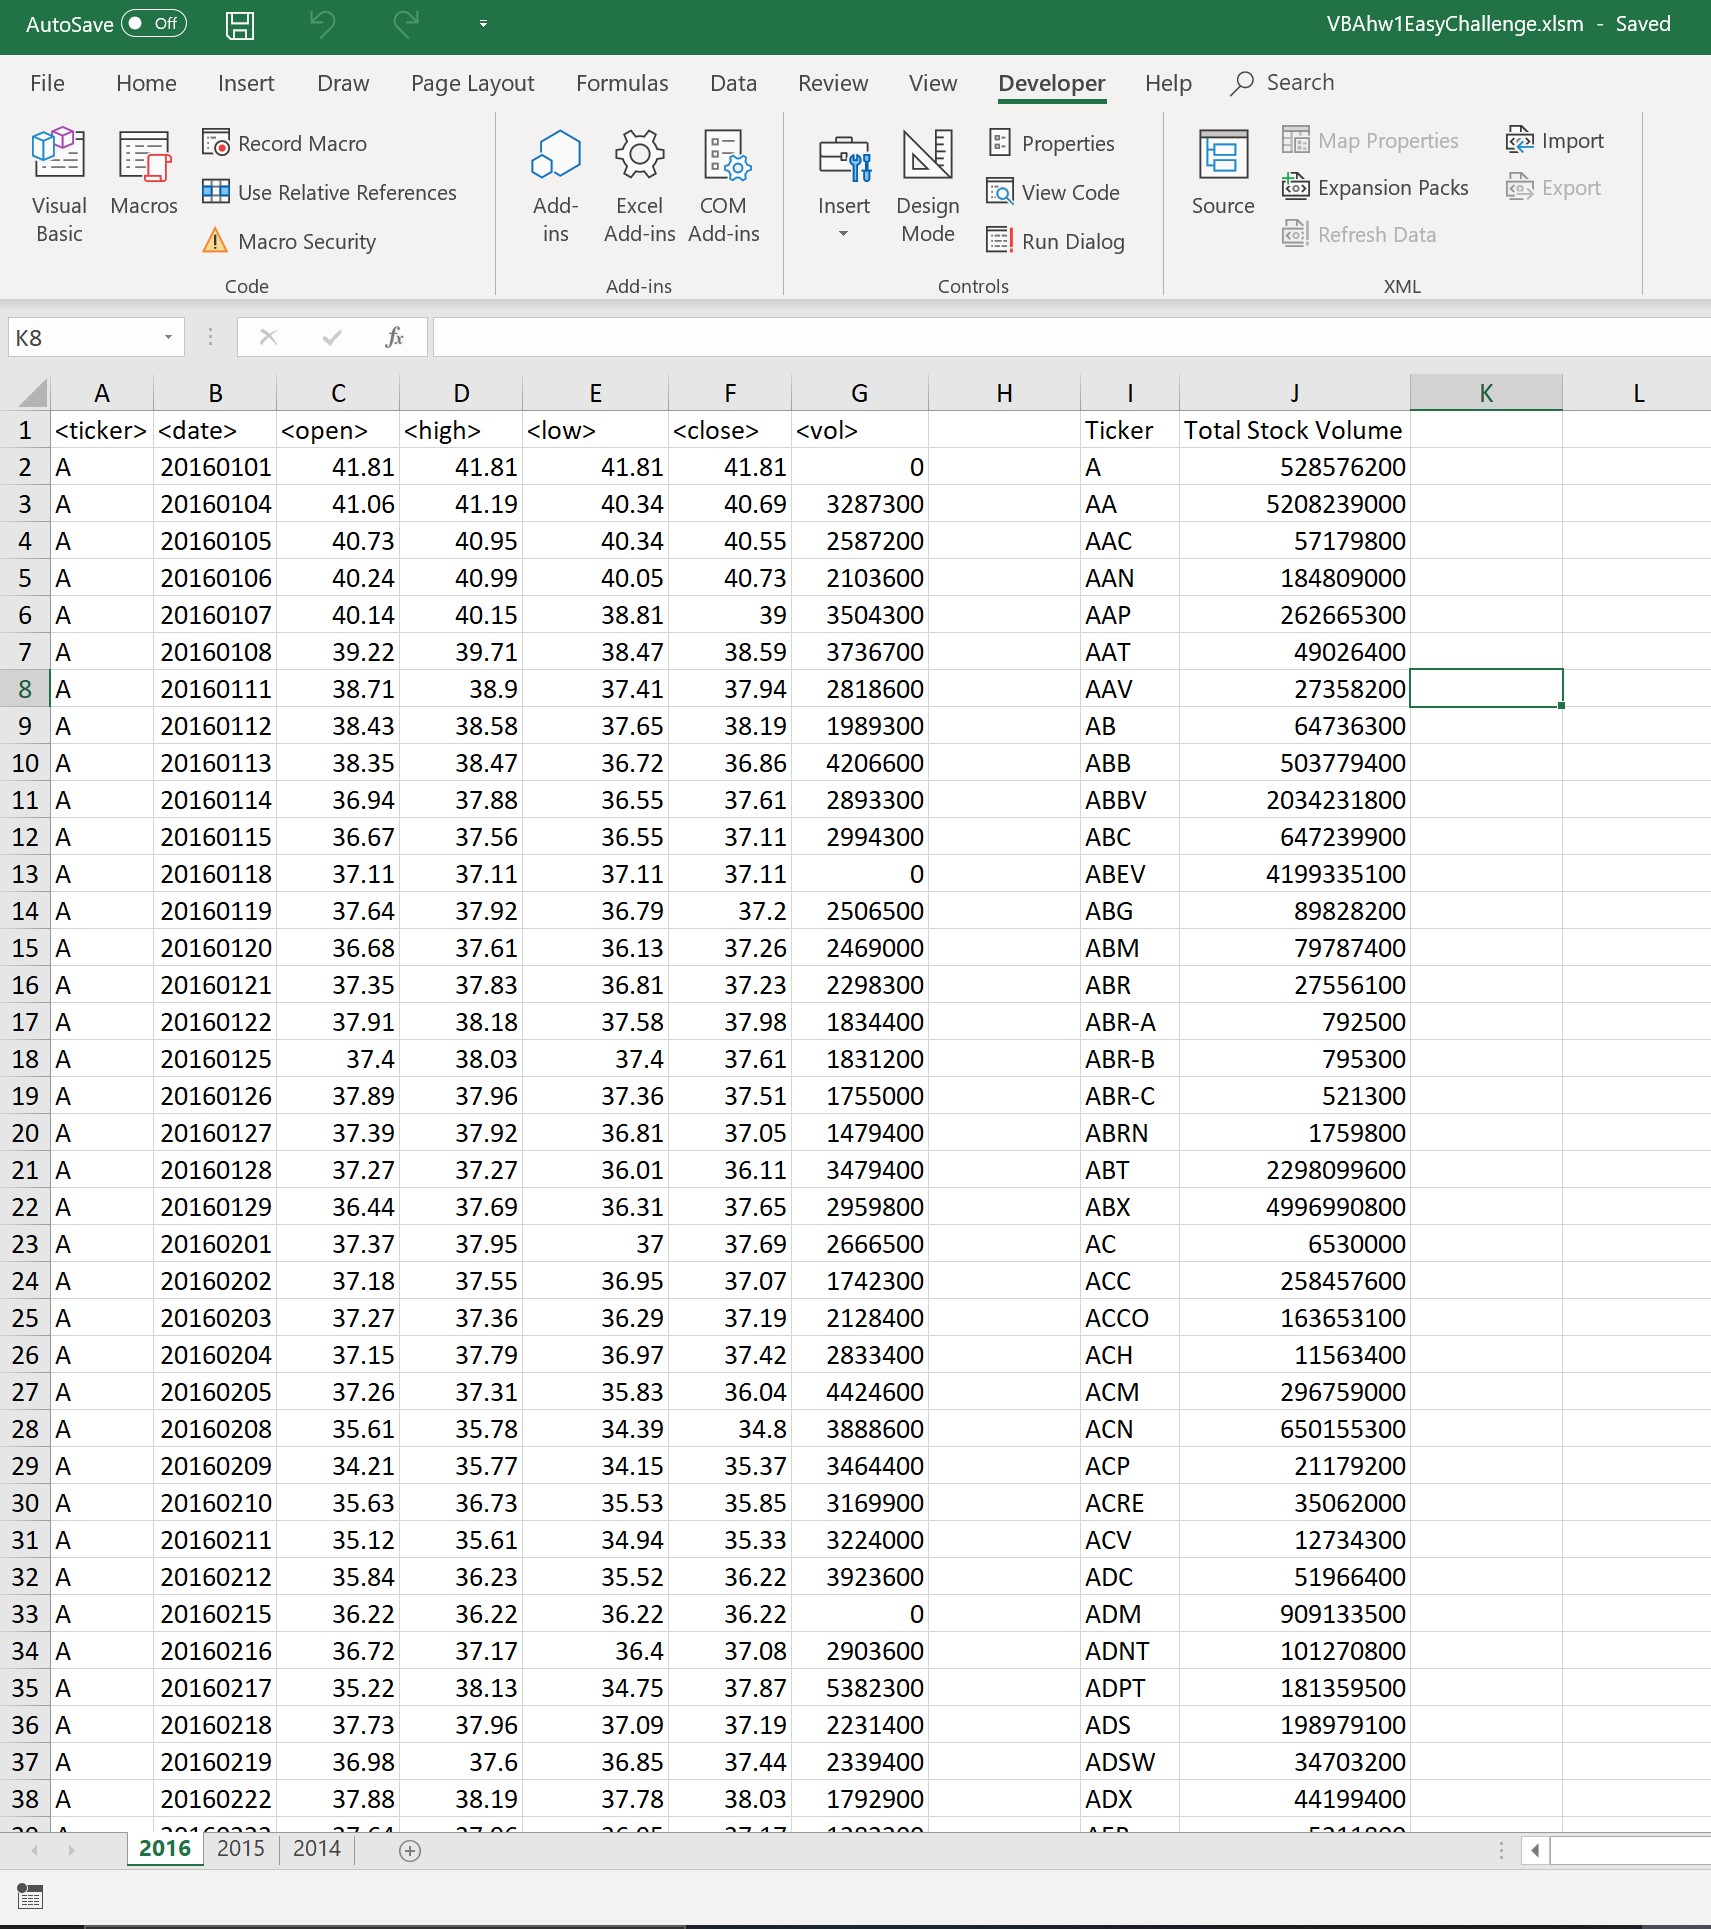 AutoSave Off VBAhw1EasyChallenge.xlsm - Saved
File Home Insert Draw Page Layout Formulas Data Review View Developer Help Search
Visual Basic Macros Record Macro Use Relative References Macro Security Code
Add-ins Excel Add-ins COM Add-ins Add-ins
Insert Design Mode Properties View Code Run Dialog Controls
Source Map Properties Expansion Packs Refresh Data Import Export XML
K8 fx
A B C D E F G H I J K L
1 <ticker> <date> <open> <high> <low> <close> <vol> Ticker Total Stock Volume
2 A 20160101 41.81 41.81 41.81 41.81 0 A 528576200
3 A 20160104 41.06 41.19 40.34 40.69 3287300 AA 5208239000
4 A 20160105 40.73 40.95 40.34 40.55 2587200 AAC 57179800
5 A 20160106 40.24 40.99 40.05 40.73 2103600 AAN 184809000
6 A 20160107 40.14 40.15 38.81 39 3504300 AAP 262665300
7 A 20160108 39.22 39.71 38.47 38.59 3736700 AAT 49026400
8 A 20160111 38.71 38.9 37.41 37.94 2818600 AAV 27358200
9 A 20160112 38.43 38.58 37.65 38.19 1989300 AB 64736300
10 A 20160113 38.35 38.47 36.72 36.86 4206600 ABB 503779400
11 A 20160114 36.94 37.88 36.55 37.61 2893300 ABBV 2034231800
12 A 20160115 36.67 37.56 36.55 37.11 2994300 ABC 647239900
13 A 20160118 37.11 37.11 37.11 37.11 0 ABEV 4199335100
14 A 20160119 37.64 37.92 36.79 37.2 2506500 ABG 89828200
15 A 20160120 36.68 37.61 36.13 37.26 2469000 ABM 79787400
16 A 20160121 37.35 37.83 36.81 37.23 2298300 ABR 27556100
17 A 20160122 37.91 38.18 37.58 37.98 1834400 ABR-A 792500
18 A 20160125 37.4 38.03 37.4 37.61 1831200 ABR-B 795300
19 A 20160126 37.89 37.96 37.36 37.51 1755000 ABR-C 521300
20 A 20160127 37.39 37.92 36.81 37.05 1479400 ABRN 1759800
21 A 20160128 37.27 37.27 36.01 36.11 3479400 ABT 2298099600
22 A 20160129 36.44 37.69 36.31 37.65 2959800 ABX 4996990800
23 A 20160201 37.37 37.95 37 37.69 2666500 AC 6530000
24 A 20160202 37.18 37.55 36.95 37.07 1742300 ACC 258457600
25 A 20160203 37.27 37.36 36.29 37.19 2128400 ACCO 163653100
26 A 20160204 37.15 37.79 36.97 37.42 2833400 ACH 11563400
27 A 20160205 37.26 37.31 35.83 36.04 4424600 ACM 296759000
28 A 20160208 35.61 35.78 34.39 34.8 3888600 ACN 650155300
29 A 20160209 34.21 35.77 34.15 35.37 3464400 ACP 21179200
30 A 20160210 35.63 36.73 35.53 35.85 3169900 ACRE 35062000
31 A 20160211 35.12 35.61 34.94 35.33 3224000 ACV 12734300
32 A 20160212 35.84 36.23 35.52 36.22 3923600 ADC 51966400
33 A 20160215 36.22 36.22 36.22 36.22 0 ADM 909133500
34 A 20160216 36.72 37.17 36.4 37.08 2903600 ADNT 101270800
35 A 20160217 35.22 38.13 34.75 37.87 5382300 ADPT 181359500
36 A 20160218 37.73 37.96 37.09 37.19 2231400 ADS 198979100
37 A 20160219 36.98 37.6 36.85 37.44 2339400 ADSW 34703200
38 A 20160222 37.88 38.19 37.78 38.03 1792900 ADX 44199400
2016 2015 2014